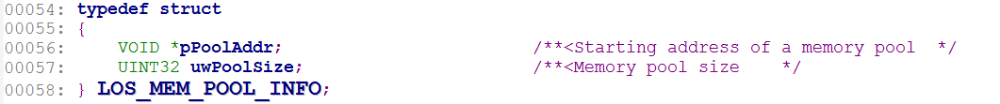 00054: typedef struct
00055: {
00056:     VOID *pPoolAddr;                          /**<Starting address of a memory pool  */
00057:     UINT32 uwPoolSize;                        /**<Memory pool size    */
00058: } LOS_MEM_POOL_INFO;